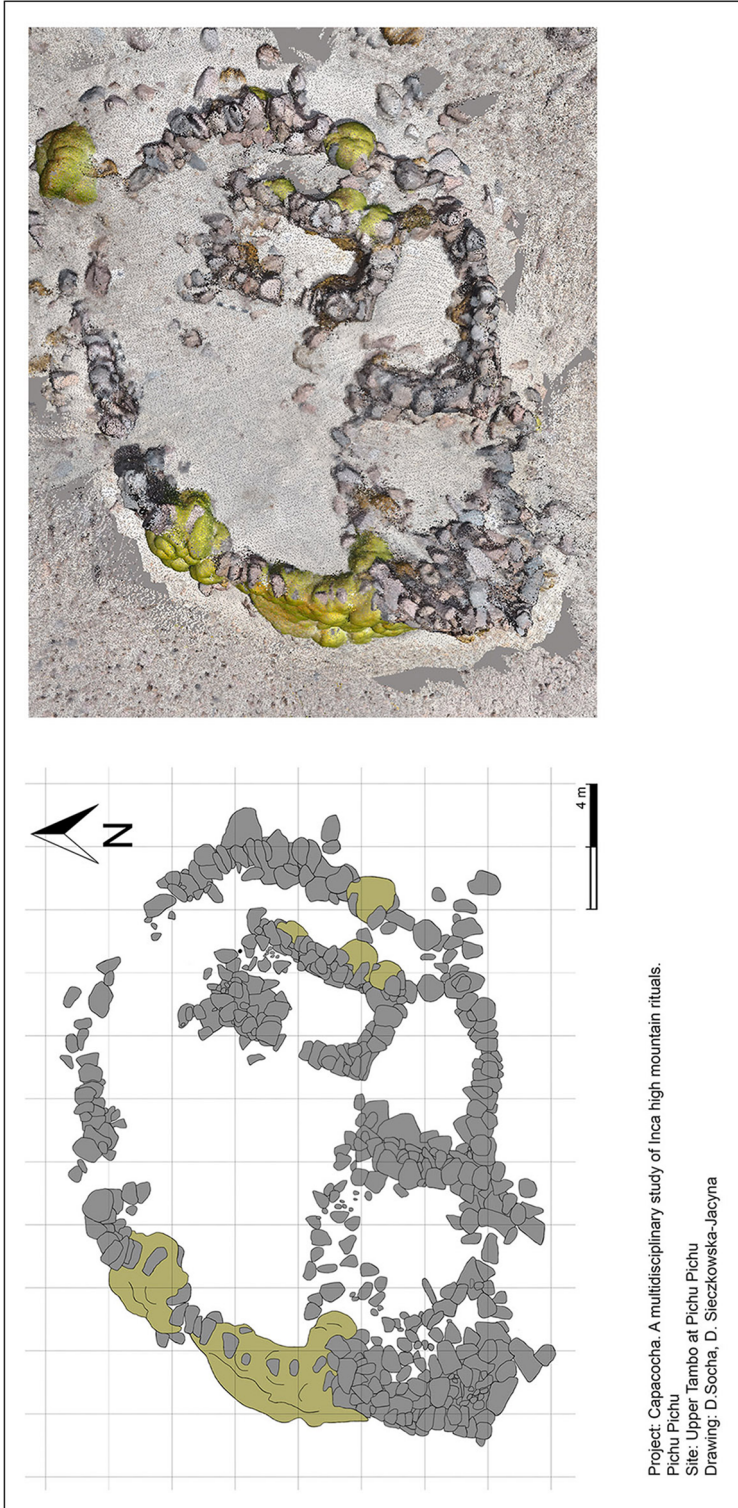 N
4 m
Project: Capacocha. A multidisciplinary study of Inca high mountain rituals.
Pichu Pichu
Site: Upper Tambo at Pichu Pichu
Drawing: D.Socha, D. Sieczkowska-Jacyna